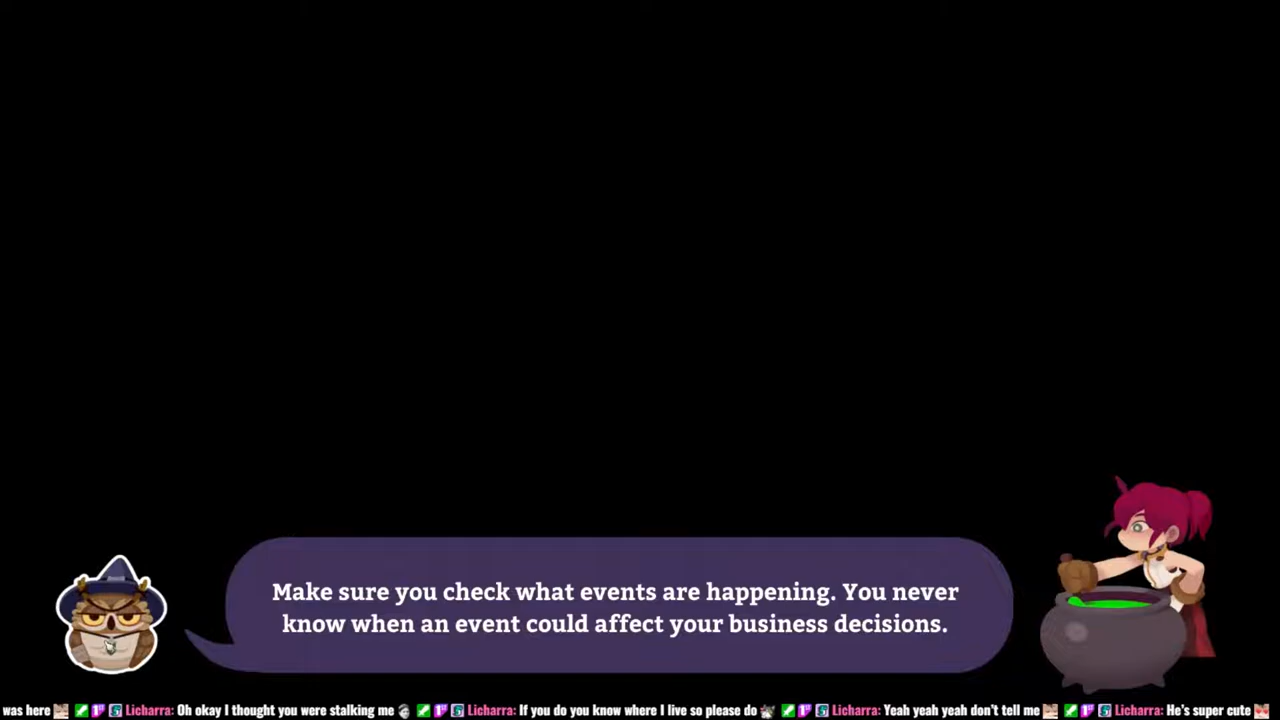 Make sure you check what events are happening. You never
know when an event could affect your business decisions.
was here Licharra: Oh okay I thought you were stalking me Licharra: If you do you know where I live so please do Licharra: Yeah yeah yeah don't tell me Licharra: He's super cute